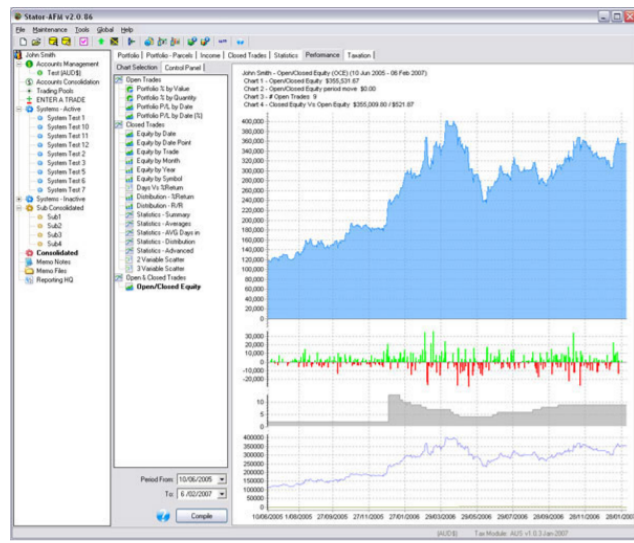 Stator-AFM v2.0.86
File Maintenance Tools Global Help
John Smith
Accounts Management
Test [AUD$]
Accounts Consolidation
Trading Pools
ENTER A TRADE
Systems - Active
System Test 1
System Test 10
System Test 11
System Test 12
System Test 2
System Test 3
System Test 5
System Test 6
System Test 7
Systems - Inactive
Sub Consolidated
Sub1
Sub2
Sub3
Sub4
Consolidated
Memo Notes
Memo Files
Reporting HQ
Portfolio Portfolio - Parcels Income Closed Trades Statistics Performance Taxation
Chart Selection Control Panel
Open Trades
Portfolio % by Value
Portfolio % by Quantity
Portfolio P/L by Date
Portfolio P/L by Date (%)
Closed Trades
Equity by Date
Equity by Date Point
Equity by Trade
Equity by Month
Equity by Year
Equity by Symbol
Days Vs %Return
Distribution - %Return
Distribution - R/R
Statistics - Summary
Statistics - Averages
Statistics - AVG Days in
Statistics - Distribution
Statistics - Advanced
2 Variable Scatter
3 Variable Scatter
Open & Closed Trades
Open/Closed Equity
Period From: 10/06/2005
To: 6 /02/2007
Compile
John Smith - Open/Closed Equity (OCE) (10 Jun 2005 - 06 Feb 2007)
Chart 1 - Open/Closed Equity $355,531.67
Chart 2 - Open/Closed Equity period move $0.00
Chart 3 - # Open Trades: 9
Chart 4 - Closed Equity Vs Open Equity $355,009.80 / $521.87
400,000
380,000
360,000
340,000
320,000
300,000
280,000
260,000
240,000
220,000
200,000
180,000
160,000
140,000
120,000
100,000
80,000
60,000
40,000
20,000
0
30,000
20,000
10,000
0
-10,000
-20,000
10
5
0
400000
350000
300000
250000
200000
150000
100000
50000
0
10/06/2005 1/08/2005 27/09/2005 27/11/2005 27/01/2006 29/03/2006 29/05/2006 29/07/2006 28/09/2006 28/11/2006 28/01/2007
[AUD$] Tax Module: AUS v1.0.3 Jan-2007